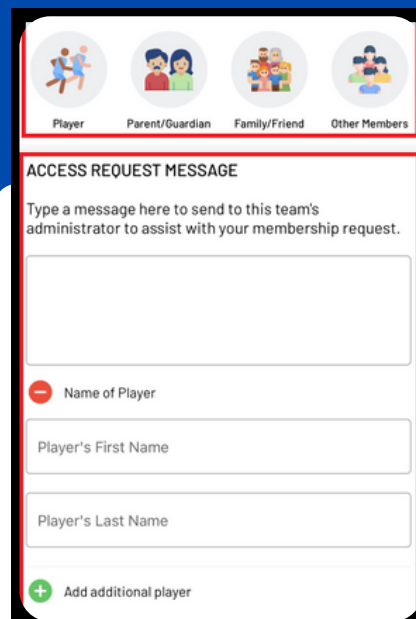 Player Parent/Guardian Family/Friend Other Members
ACCESS REQUEST MESSAGE
Type a message here to send to this team's
administrator to assist with your membership request.
Name of Player
Player's First Name
Player's Last Name
Add additional player